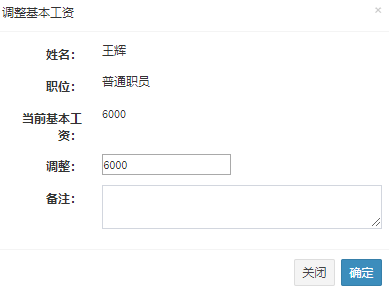 调整基本工资
×
姓名： 王辉
职位： 普通职员
当前基本工 6000
资：
调整： 6000
备注：
关闭 确定